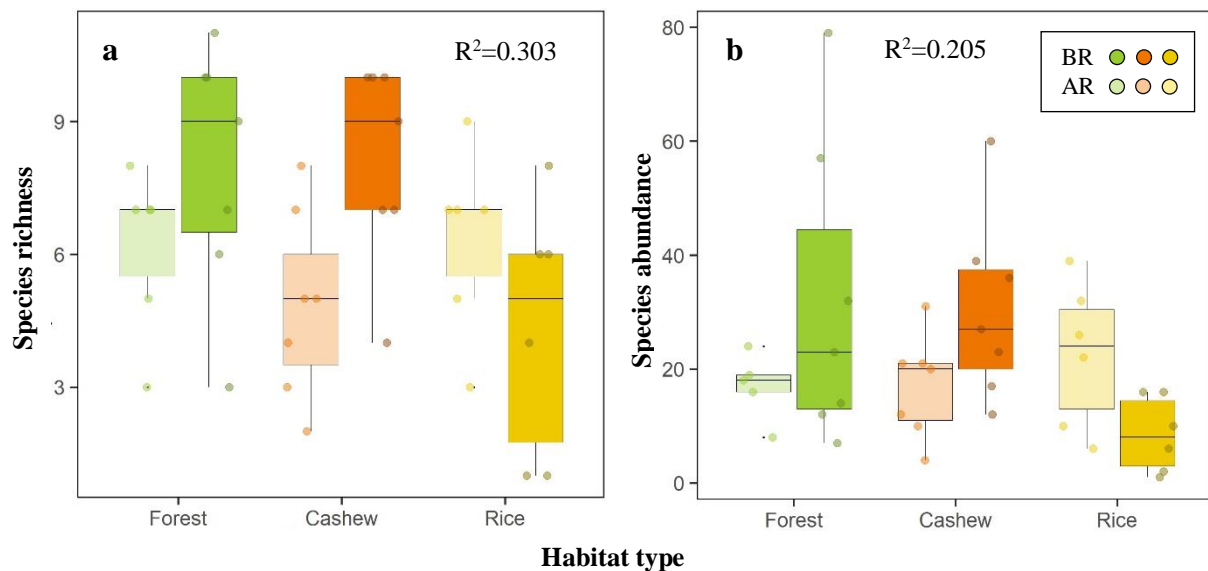 a
R²=0.303
Species richness
9
6
3
Forest
Cashew
Rice
b
R²=0.205
BR
AR
Species abundance
80
60
40
20
0
Forest
Cashew
Rice
Habitat type